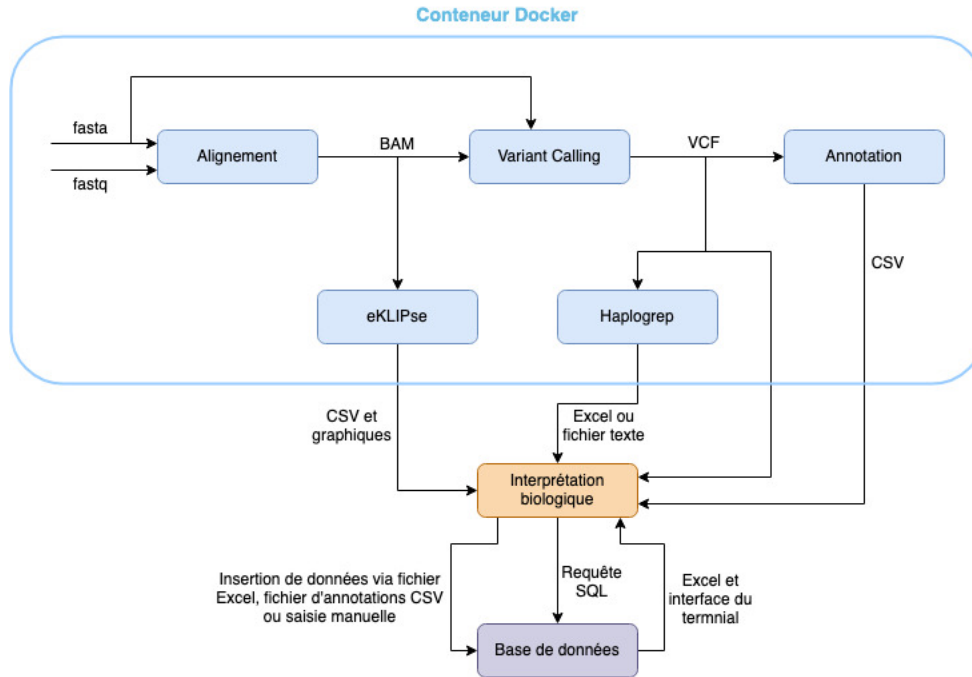 Conteneur Docker
fasta
fastq
Alignement
BAM
Variant Calling
VCF
Annotation
CSV
eKLIPse
Haplogrep
CSV et
graphiques
Excel ou
fichier texte
Interprétation
biologique
Insertion de données via fichier
Excel, fichier d'annotations CSV
ou saisie manuelle
Requête
SQL
Excel et
interface du
termnial
Base de données